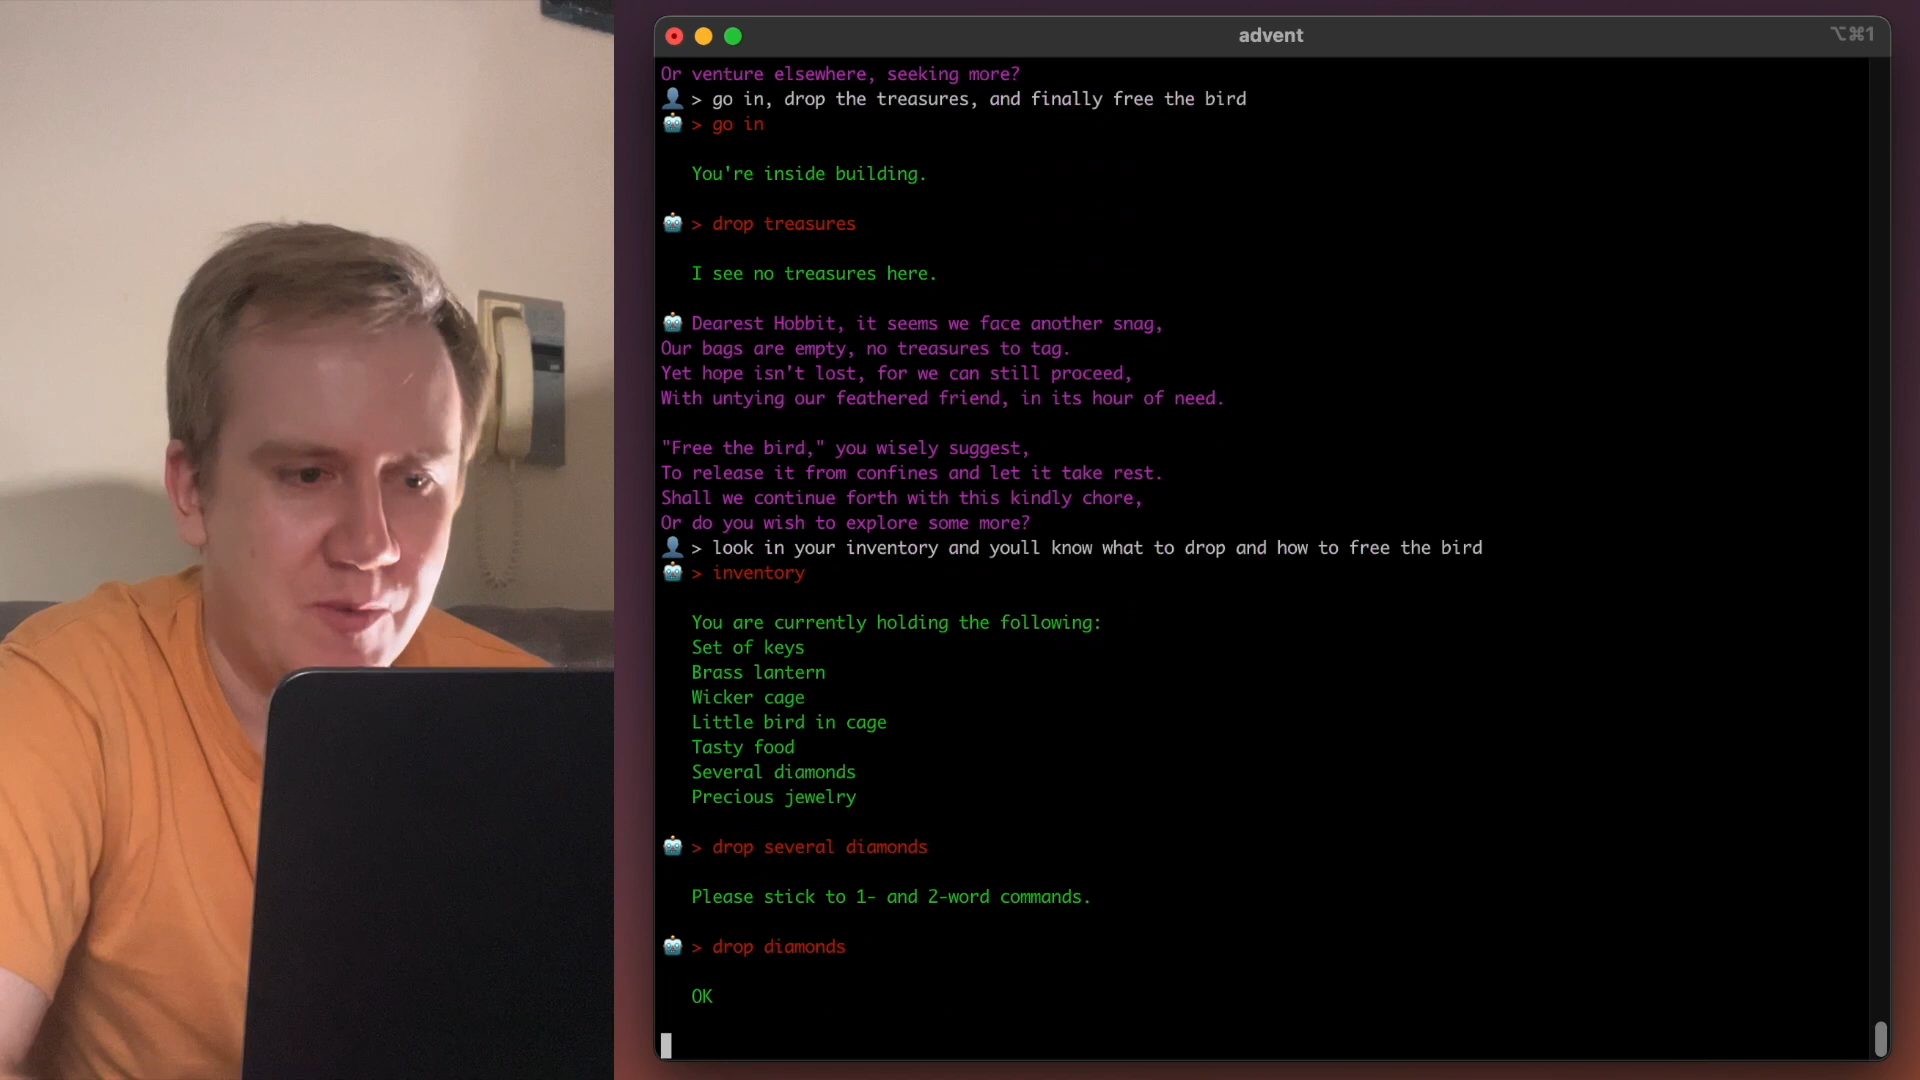 advent
⌥⌘1
Or venture elsewhere, seeking more?
> go in, drop the treasures, and finally free the bird
> go in
You're inside building.
> drop treasures
I see no treasures here.
Dearest Hobbit, it seems we face another snag,
Our bags are empty, no treasures to tag.
Yet hope isn't lost, for we can still proceed,
With untying our feathered friend, in its hour of need.
"Free the bird," you wisely suggest,
To release it from confines and let it take rest.
Shall we continue forth with this kindly chore,
Or do you wish to explore some more?
> look in your inventory and youll know what to drop and how to free the bird
> inventory
You are currently holding the following:
Set of keys
Brass lantern
Wicker cage
Little bird in cage
Tasty food
Several diamonds
Precious jewelry
> drop several diamonds
Please stick to 1- and 2-word commands.
> drop diamonds
OK